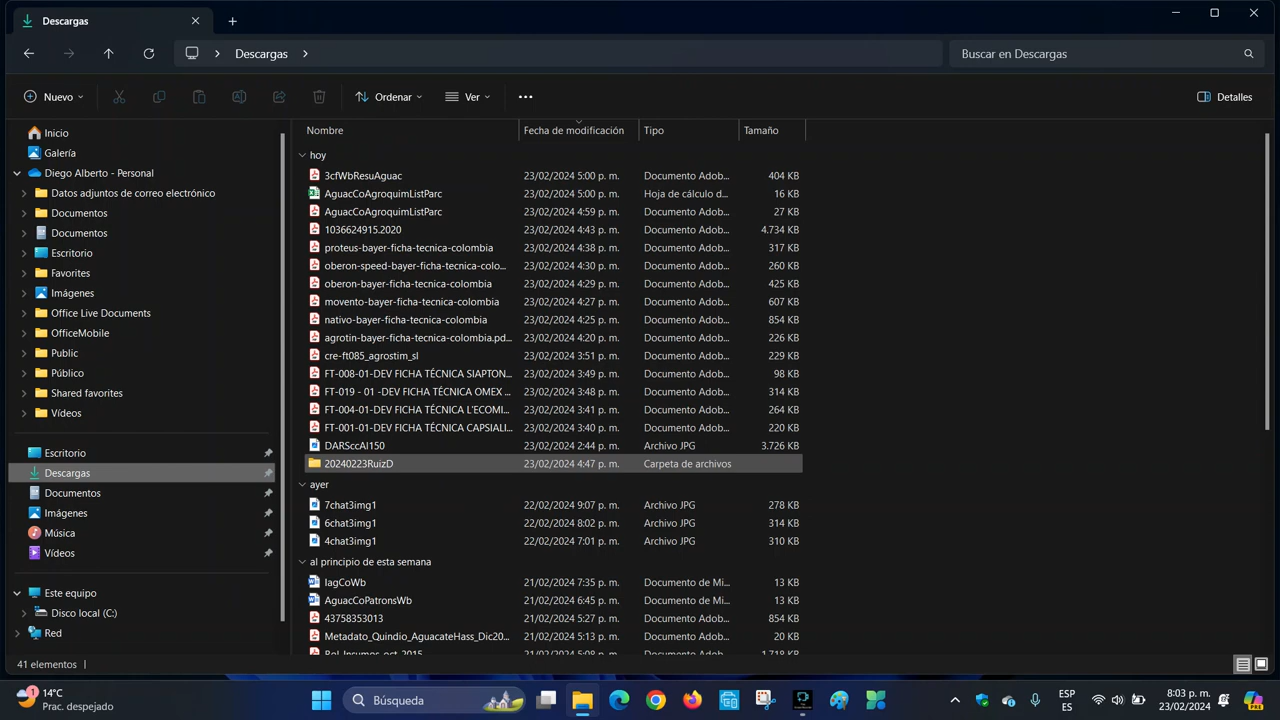 Descargas
Descargas
Buscar en Descargas
Nuevo
Ordenar
Ver
Detalles
Nombre Fecha de modificación Tipo Tamaño
Inicio
Galería
Diego Alberto - Personal
Datos adjuntos de correo electrónico
Documentos
Documentos
Escritorio
Favorites
Imágenes
Office Live Documents
OfficeMobile
Public
Público
Shared favorites
Vídeos
Escritorio
Descargas
Documentos
Imágenes
Música
Vídeos
Este equipo
Disco local (C:)
Red
hoy
3cfWbResuAguac 23/02/2024 5:00 p. m. Documento Adob... 404 KB
AguacCoAgroquimListParc 23/02/2024 5:00 p. m. Hoja de cálculo d... 16 KB
AguacCoAgroquimListParc 23/02/2024 4:59 p. m. Documento Adob... 27 KB
1036624915.2020 23/02/2024 4:43 p. m. Documento Adob... 4.734 KB
proteus-bayer-ficha-tecnica-colombia 23/02/2024 4:38 p. m. Documento Adob... 317 KB
oberon-speed-bayer-ficha-tecnica-colo... 23/02/2024 4:30 p. m. Documento Adob... 260 KB
oberon-bayer-ficha-tecnica-colombia 23/02/2024 4:29 p. m. Documento Adob... 425 KB
movento-bayer-ficha-tecnica-colombia 23/02/2024 4:27 p. m. Documento Adob... 607 KB
nativo-bayer-ficha-tecnica-colombia 23/02/2024 4:25 p. m. Documento Adob... 854 KB
agrotin-bayer-ficha-tecnica-colombia.pd... 23/02/2024 4:20 p. m. Documento Adob... 226 KB
cre-ft085_agrostim_sl 23/02/2024 3:51 p. m. Documento Adob... 229 KB
FT-008-01-DEV FICHA TÉCNICA SIAPTON... 23/02/2024 3:49 p. m. Documento Adob... 98 KB
FT-019 - 01 -DEV FICHA TÉCNICA OMEX ... 23/02/2024 3:48 p. m. Documento Adob... 314 KB
FT-004-01-DEV FICHA TÉCNICA L'ECOMI... 23/02/2024 3:41 p. m. Documento Adob... 264 KB
FT-001-01-DEV FICHA TÉCNICA CAPSIALI... 23/02/2024 3:40 p. m. Documento Adob... 220 KB
DARSccAI150 23/02/2024 2:44 p. m. Archivo JPG 3.726 KB
20240223RuizD 23/02/2024 4:47 p. m. Carpeta de archivos
ayer
7chat3img1 22/02/2024 9:07 p. m. Archivo JPG 278 KB
6chat3img1 22/02/2024 8:02 p. m. Archivo JPG 314 KB
4chat3img1 22/02/2024 7:01 p. m. Archivo JPG 310 KB
al principio de esta semana
IagCoWb 21/02/2024 7:35 p. m. Documento de Mi... 13 KB
AguacCoPatronsWb 21/02/2024 6:45 p. m. Documento de Mi... 13 KB
43758353013 21/02/2024 5:27 p. m. Documento Adob... 854 KB
Metadato_Quindio_AguacateHass_Dic20... 21/02/2024 5:13 p. m. Documento Adob... 20 KB
Bol_Insumos_oct_2015 21/02/2024 5:08 p. m. Documento Adob... 1.718 KB
41 elementos
1
14°C
Prac. despejado
Búsqueda
ESP
ES
8:03 p. m.
23/02/2024